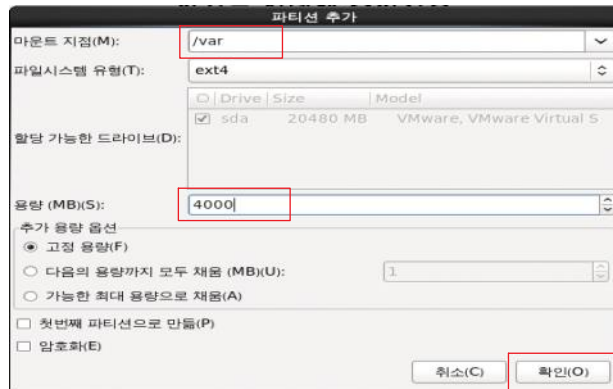 파티션 추가
마운트 지점(M): /var
파일시스템 유형(T): ext4
D Drive Size Model
sda 20480 MB VMware, VMware Virtual S
할당 가능한 드라이브(D):
용량 (MB)(S): 4000
추가 용량 옵션
고정 용량(F)
다음의 용량까지 모두 채움 (MB)(U): 1
가능한 최대 용량으로 채움(A)
첫번째 파티션으로 만듦(P)
암호화(E)
취소(C) 확인(O)